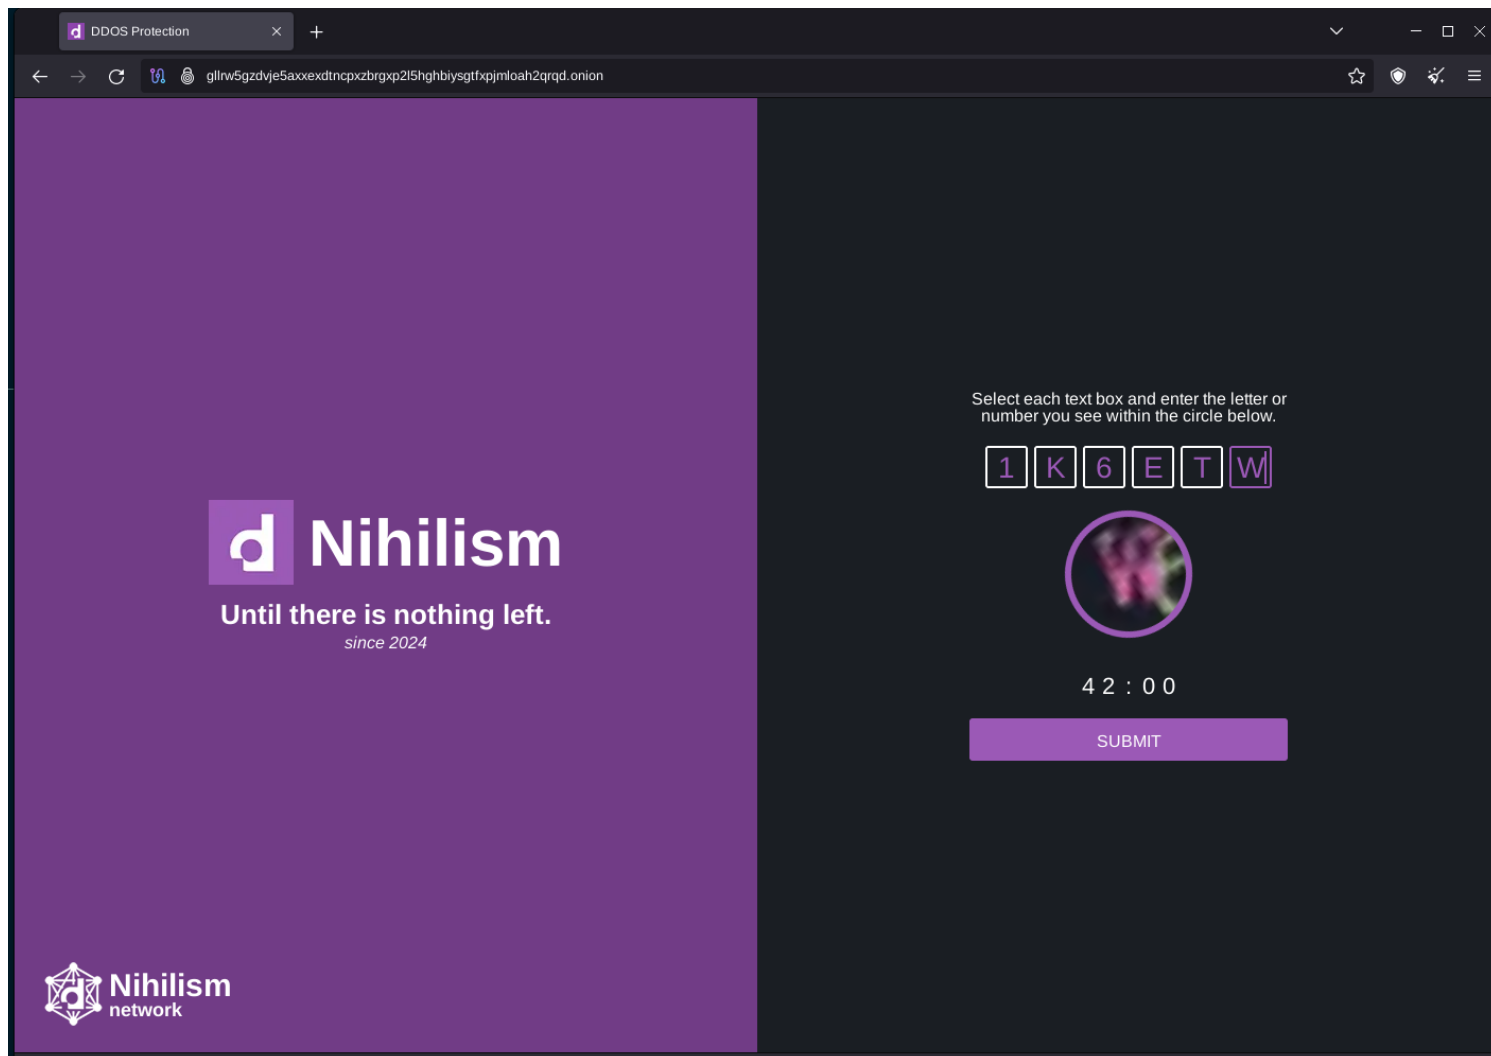 DDOS Protection
gllrw5gzdvje5axxexdtncpxzbrgxp2l5hghbiysgtfxpjmloah2qrqd.onion
d Nihilism
Until there is nothing left.
since 2024
Select each text box and enter the letter or
number you see within the circle below.
1 K 6 E T W
W
42:00
SUBMIT
d Nihilism
network